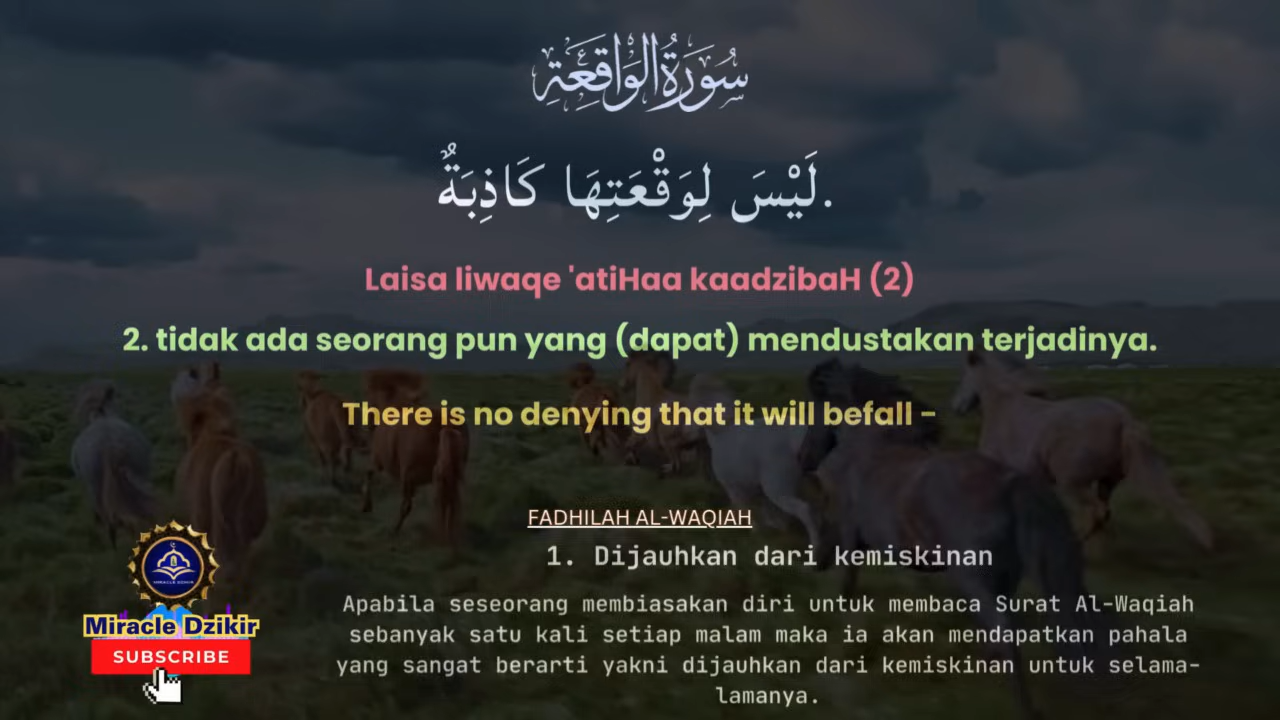 سُورَةُ الوَاقِعَةِ
لَيْسَ لِوَقْعَتِهَا كَاذِبَةٌ.
Laisa liwaqe 'atiHaa kaadzibaH (2)
2. tidak ada seorang pun yang (dapat) mendustakan terjadinya.
There is no denying that it will befall -
FADHILAH AL-WAQIAH
1. Dijauhkan dari kemiskinan
Apabila seseorang membiasakan diri untuk membaca Surat Al-Waqiah
sebanyak satu kali setiap malam maka ia akan mendapatkan pahala
yang sangat berarti yakni dijauhkan dari kemiskinan untuk selama-
lamanya.
MIRACLE DZIKIR
Miracle Dzikir
SUBSCRIBE